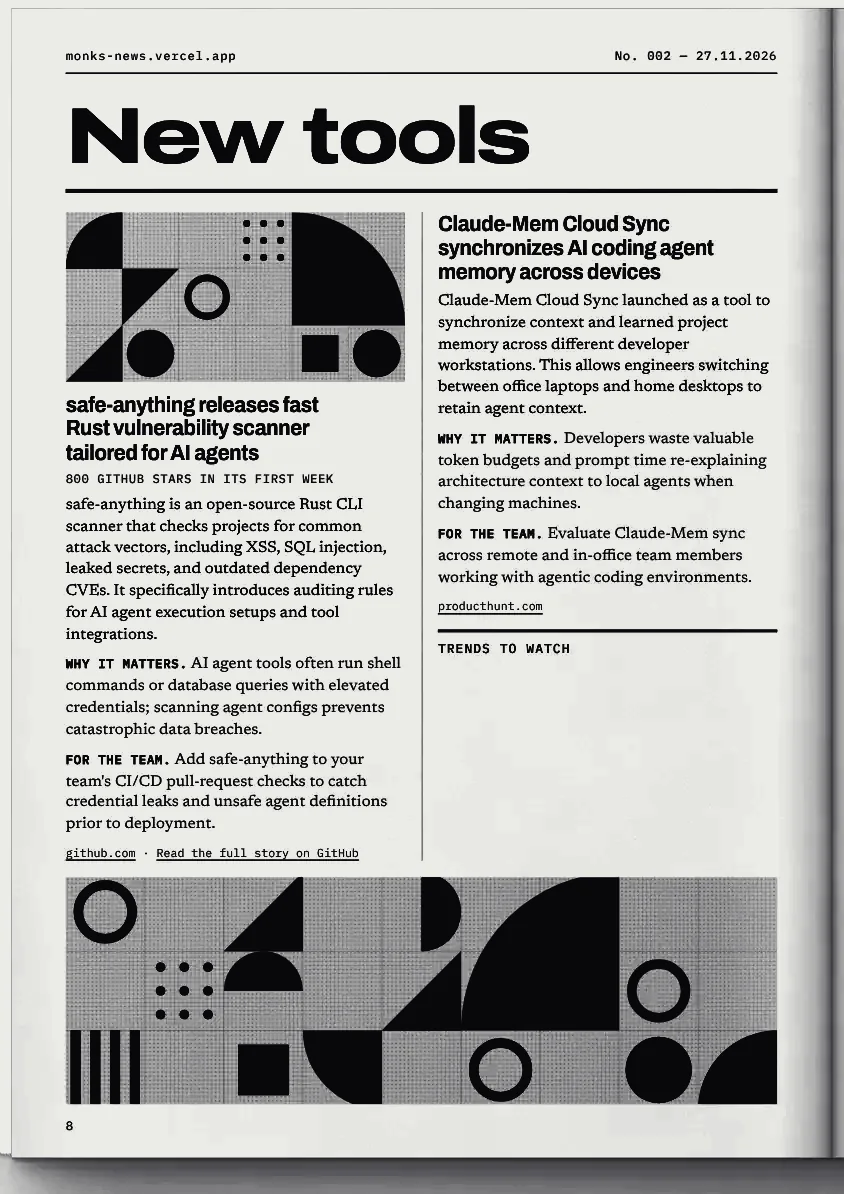 monks-news.vercel.app
No. 002 — 27.11.2026
New tools
safe-anything releases fast
Rust vulnerability scanner
tailored for AI agents
800 GITHUB STARS IN ITS FIRST WEEK
safe-anything is an open-source Rust CLI
scanner that checks projects for common
attack vectors, including XSS, SQL injection,
leaked secrets, and outdated dependency
CVEs. It specifically introduces auditing rules
for AI agent execution setups and tool
integrations.
WHY IT MATTERS. AI agent tools often run shell
commands or database queries with elevated
credentials; scanning agent configs prevents
catastrophic data breaches.
FOR THE TEAM. Add safe-anything to your
team's CI/CD pull-request checks to catch
credential leaks and unsafe agent definitions
prior to deployment.
github.com · Read the full story on GitHub
Claude-Mem Cloud Sync
synchronizes AI coding agent
memory across devices
Claude-Mem Cloud Sync launched as a tool to
synchronize context and learned project
memory across different developer
workstations. This allows engineers switching
between office laptops and home desktops to
retain agent context.
WHY IT MATTERS. Developers waste valuable
token budgets and prompt time re-explaining
architecture context to local agents when
changing machines.
FOR THE TEAM. Evaluate Claude-Mem sync
across remote and in-office team members
working with agentic coding environments.
producthunt.com
TRENDS TO WATCH
8